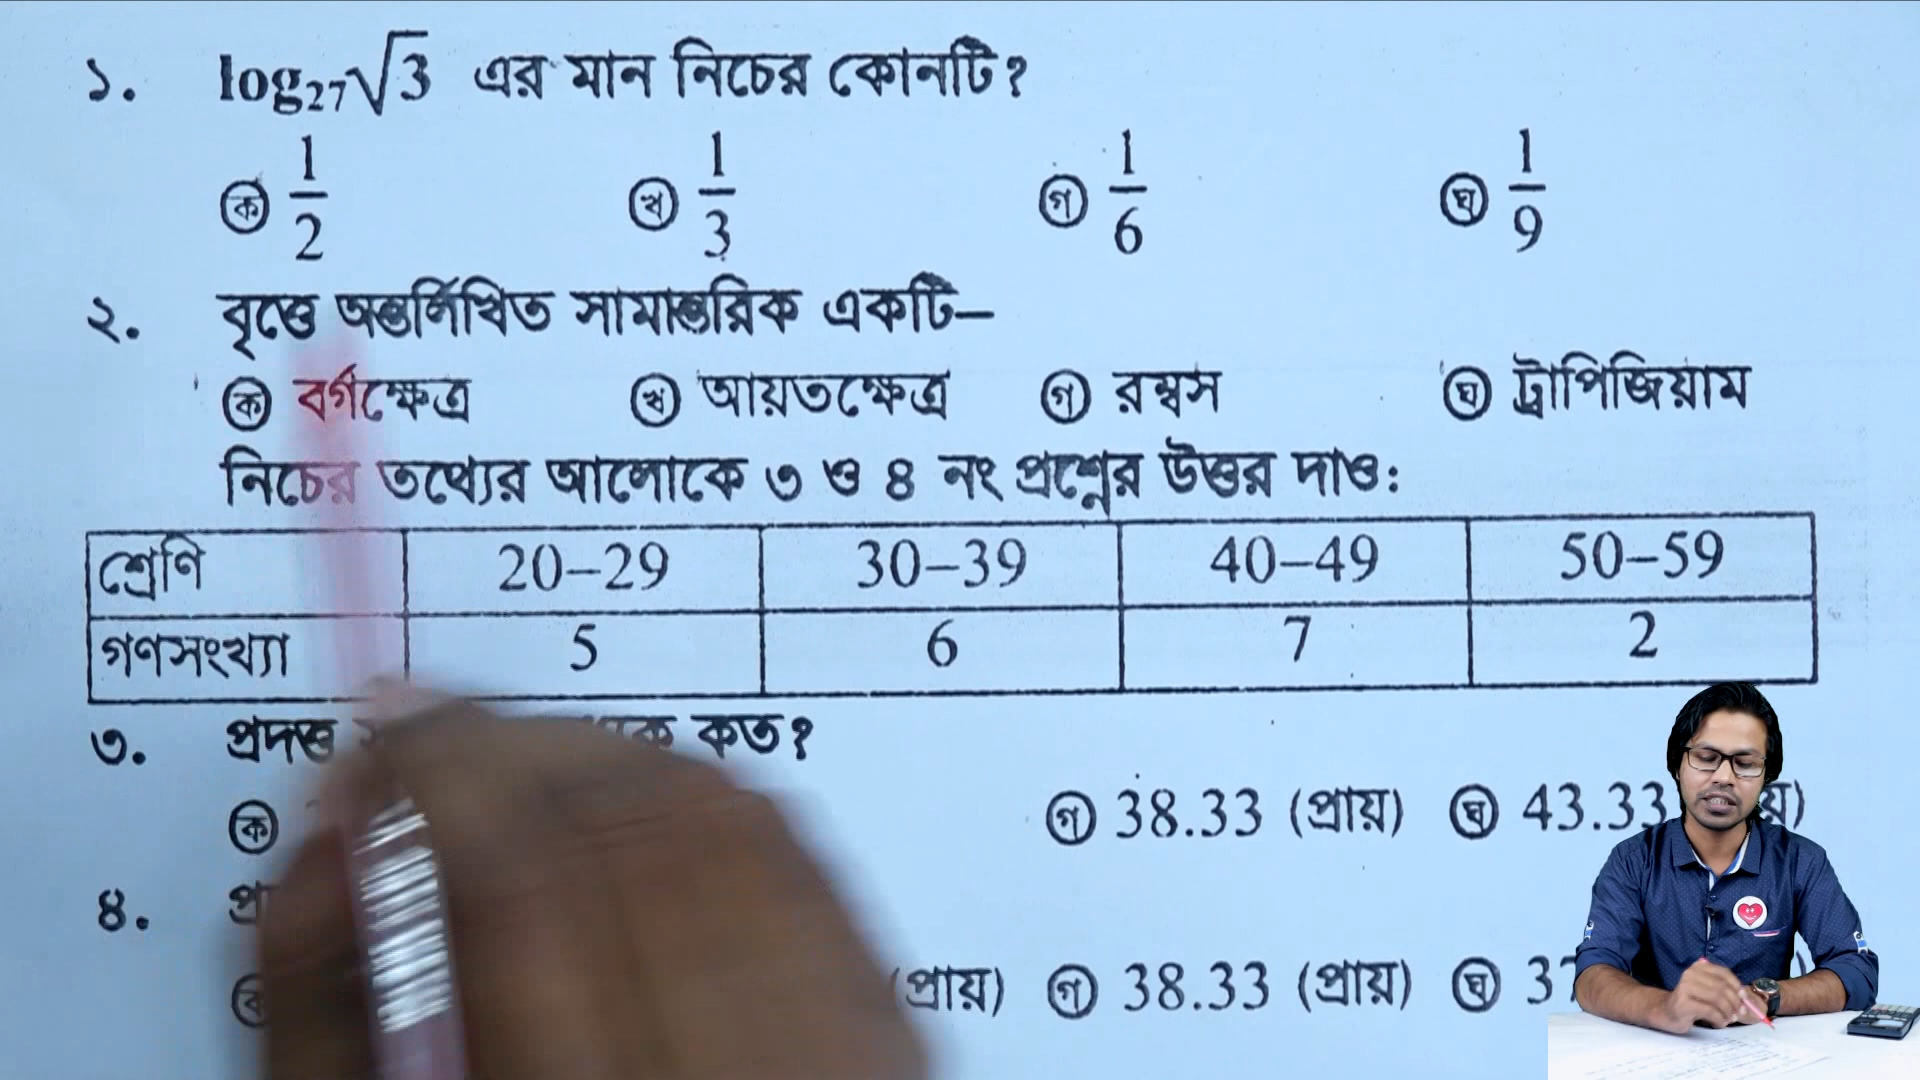 ১. log₂₇√3 এর মান নিচের কোনটি?
ক 1/2 খ 1/3 গ 1/6 ঘ 1/9
২. বৃত্তে অন্তর্লিখিত সামান্তরিক একটি–
ক বর্গক্ষেত্র খ আয়তক্ষেত্র গ রম্বস ঘ ট্রাপিজিয়াম
নিচের তথ্যের আলোকে ৩ ও ৪ নং প্রশ্নের উত্তর দাও:
শ্রেণি 20–29 30–39 40–49 50–59
গণসংখ্যা 5 6 7 2
৩. প্রদত্ত কত?
ক গ 38.33 (প্রায়) ঘ 43.33
৪.
(প্রায়) গ 38.33 (প্রায়) ঘ